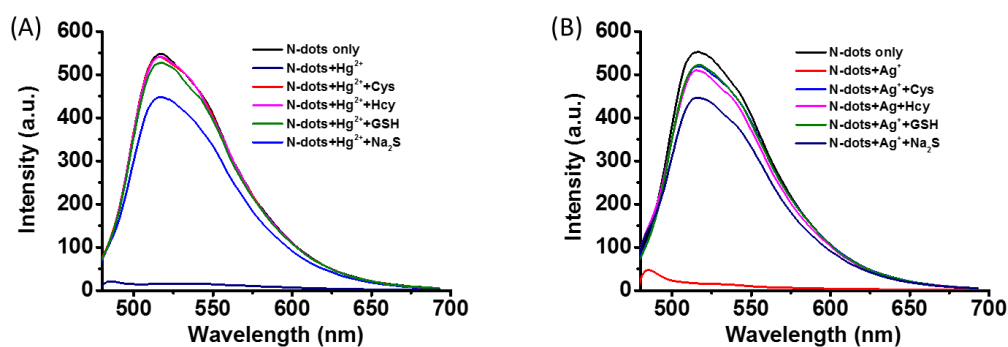 (A)
600
500
400
300
200
100
0
Intensity (a.u.)
N-dots only
N-dots+Hg²⁺
N-dots+Hg²⁺+Cys
N-dots+Hg²⁺+Hcy
N-dots+Hg²⁺+GSH
N-dots+Hg²⁺+Na₂S
500 550 600 650 700
Wavelength (nm)
(B)
600
500
400
300
200
100
0
Intensity (a.u.)
N-dots only
N-dots+Ag⁺
N-dots+Ag⁺+Cys
N-dots+Ag+Hcy
N-dots+Ag⁺+GSH
N-dots+Ag⁺+Na₂S
500 550 600 650 700
Wavelength (nm)